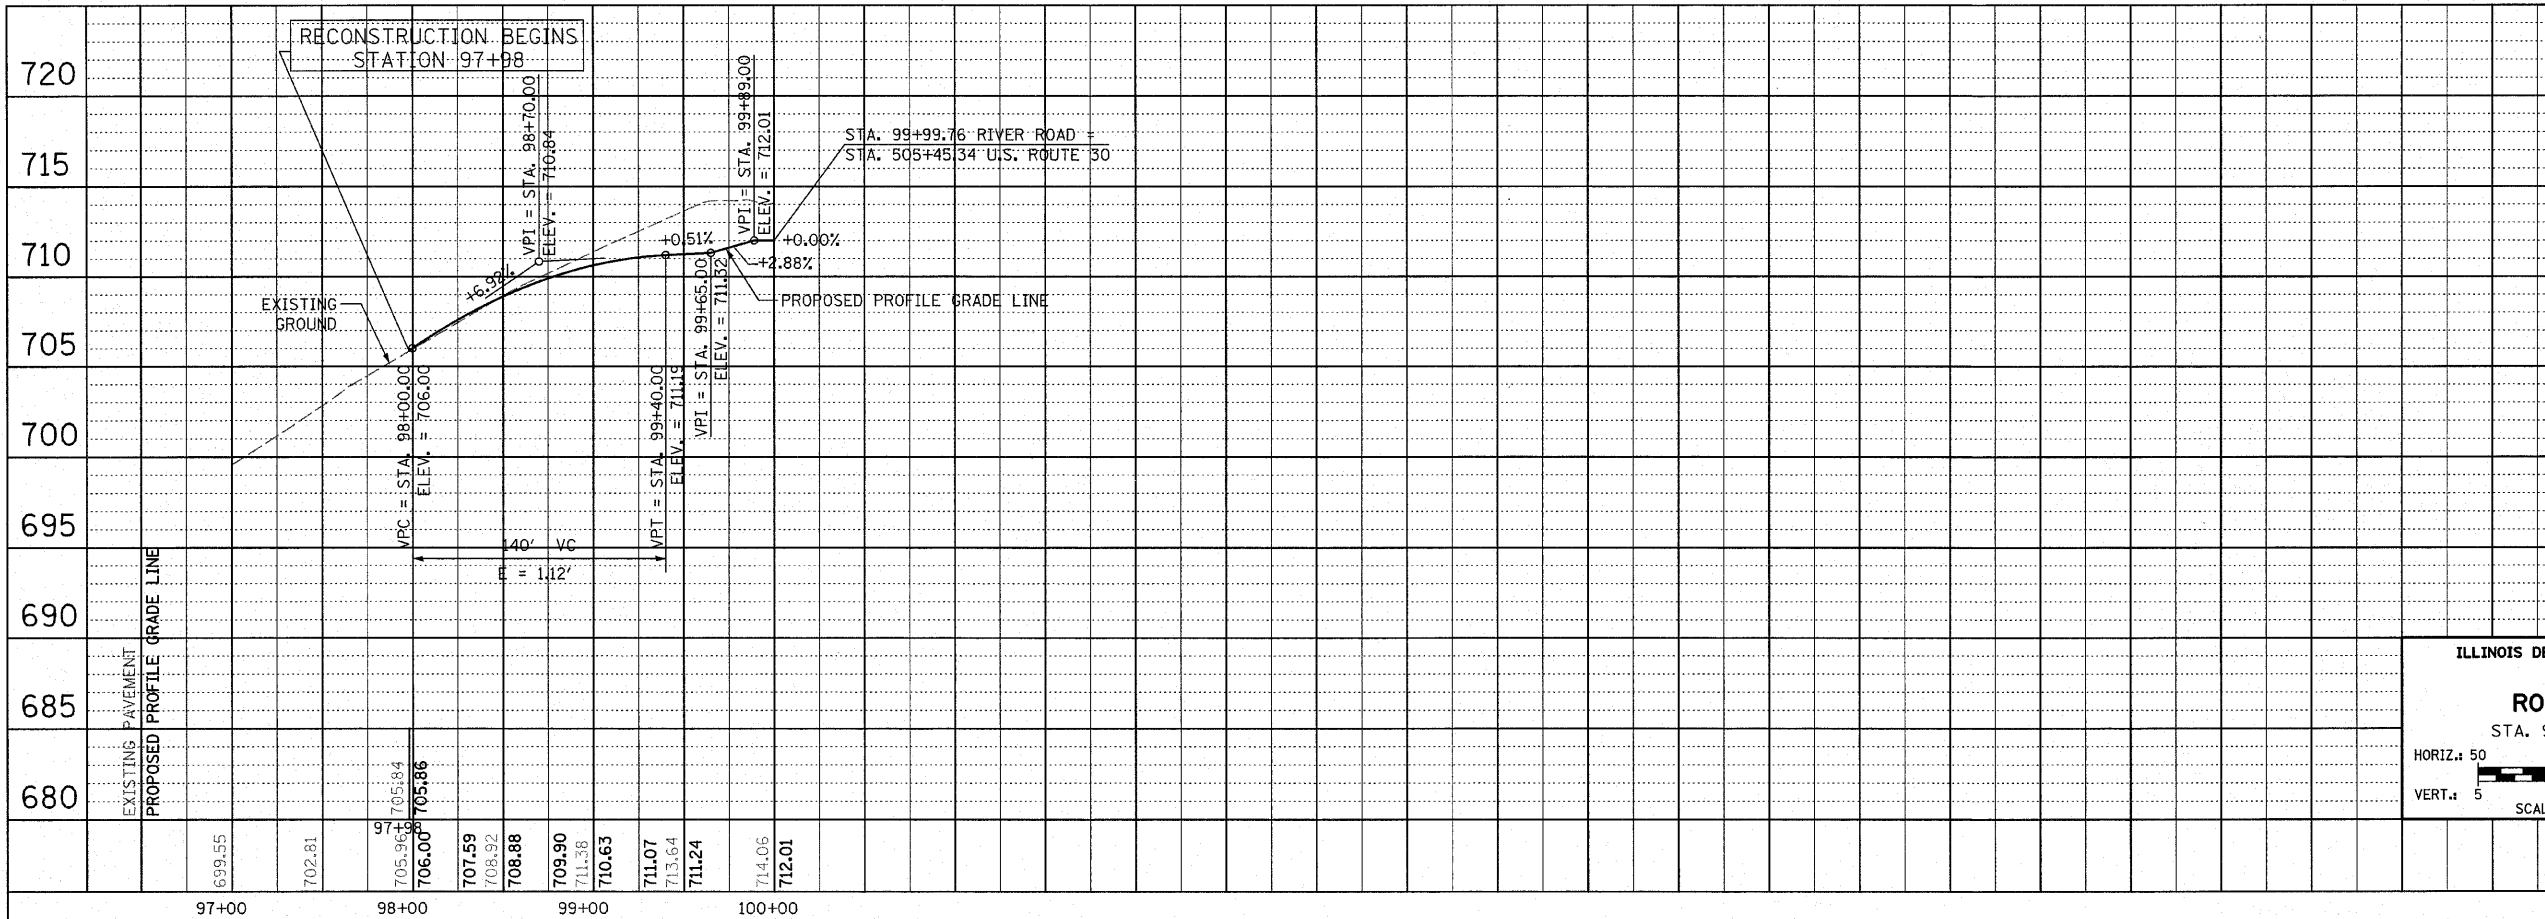 RECONSTRUCTION BEGINS
STATION 97+98
720
715
710
705
700
695
690
685
680
VPI = STA. 98+70.00
ELEV. = 710.84
VPI = STA. 99+89.00
ELEV. = 712.01
STA. 99+99.76 RIVER ROAD =
STA. 505+45.34 U.S. ROUTE 30
+6.92%
+0.51%
+0.00%
+2.88%
EXISTING
GROUND
PROPOSED PROFILE GRADE LINE
VPC = STA. 98+00.00
ELEV. = 706.00
VPT = STA. 99+40.00
ELEV. = 711.19
VPI = STA. 99+65.00
ELEV. = 711.32
140' VC
E = 1.12'
EXISTING PAVEMENT
PROPOSED PROFILE GRADE LINE
705.84
705.86
97+98
699.55
702.81
705.96
706.00
707.59
708.92
708.88
709.90
711.38
710.63
711.07
713.64
711.24
714.06
712.01
97+00
98+00
99+00
100+00
ILLINOIS DE
RO
STA. 9
HORIZ.: 50
VERT.: 5
SCAL